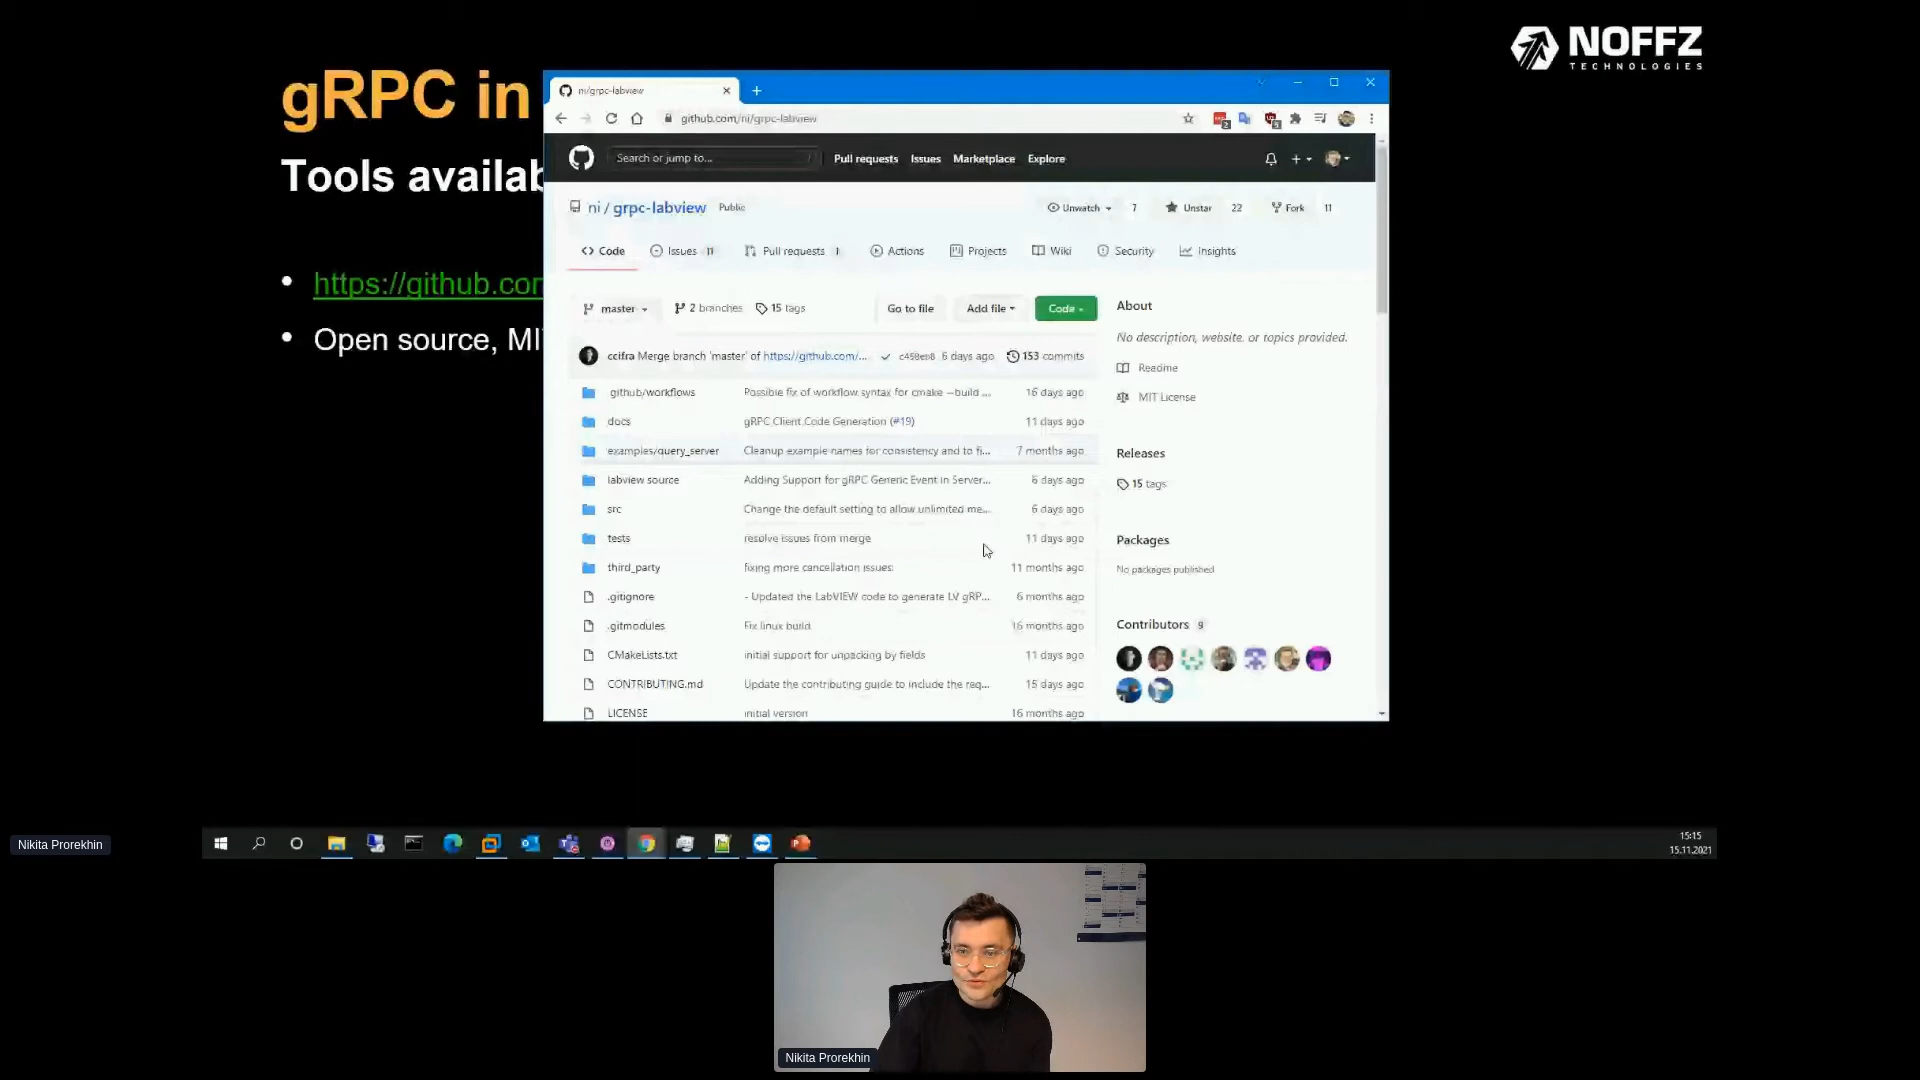 NOFFZ
TECHNOLOGIES
gRPC in
Tools availab
https://github.com
Open source, MIT
ni/grpc-labview
github.com/ni/grpc-labview
Search or jump to... /
Pull requests Issues Marketplace Explore
ni / grpc-labview Public
Unwatch 7 Unstar 22 Fork 11
Code Issues 11 Pull requests 1 Actions Projects Wiki Security Insights
master 2 branches 15 tags Go to file Add file Code
ccifra Merge branch 'master' of https://github.com/... 6 days ago 153 commits
.github/workflows Possible fix of workflow syntax for cmake --build ... 16 days ago
docs gRPC Client Code Generation (#19) 11 days ago
examples/query_server Cleanup example names for consistency and to fi... 7 months ago
labview source Adding Support for gRPC Generic Event in Server... 6 days ago
src Change the default setting to allow unlimited me... 6 days ago
tests resolve issues from merge 11 days ago
third_party fixing more cancellation issues 11 months ago
.gitignore - Updated the LabVIEW code to generate LV gRP... 6 months ago
.gitmodules Fix linux build 16 months ago
CMakeLists.txt initial support for unpacking by fields 11 days ago
CONTRIBUTING.md Update the contributing guide to include the req... 15 days ago
LICENSE initial version 16 months ago
About
No description, website, or topics provided.
Readme
MIT License
Releases
15 tags
Packages
No packages published
Contributors 9
15:15
15.11.2021
Nikita Prorekhin
Nikita Prorekhin